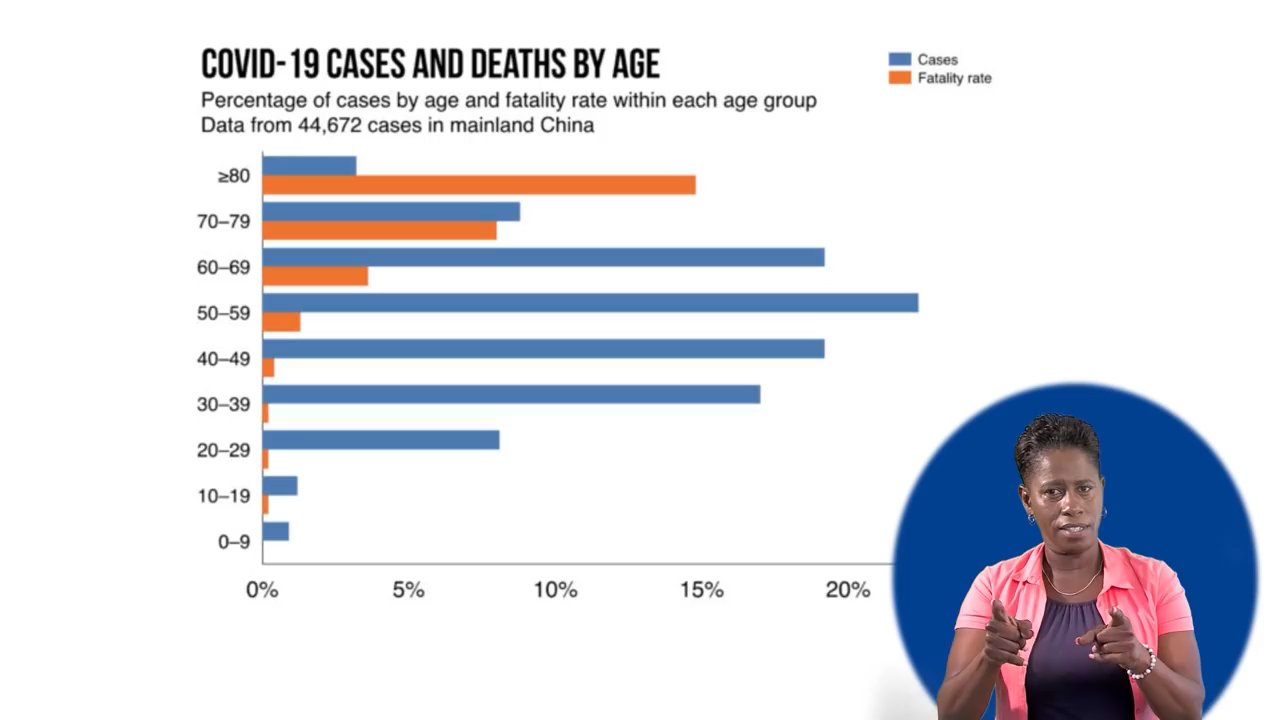 COVID-19 CASES AND DEATHS BY AGE
Percentage of cases by age and fatality rate within each age group
Data from 44,672 cases in mainland China
Cases
Fatality rate
≥80
70–79
60–69
50–59
40–49
30–39
20–29
10–19
0–9
0% 5% 10% 15% 20%